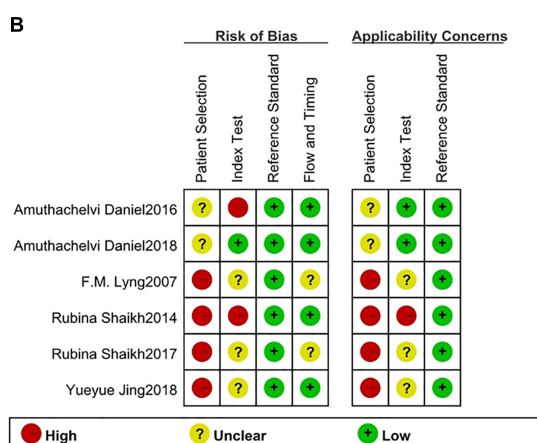 B
Risk of Bias
Applicability Concerns
Patient Selection
Index Test
Reference Standard
Flow and Timing
Patient Selection
Index Test
Reference Standard
Amuthachelvi Daniel2016 ? - + + ? + +
Amuthachelvi Daniel2018 ? + + + ? + +
F.M. Lyng2007 - ? + ? - ? +
Rubina Shaikh2014 - - + + - - +
Rubina Shaikh2017 - ? + ? - ? +
Yueyue Jing2018 - ? + + - ? +
- High ? Unclear + Low